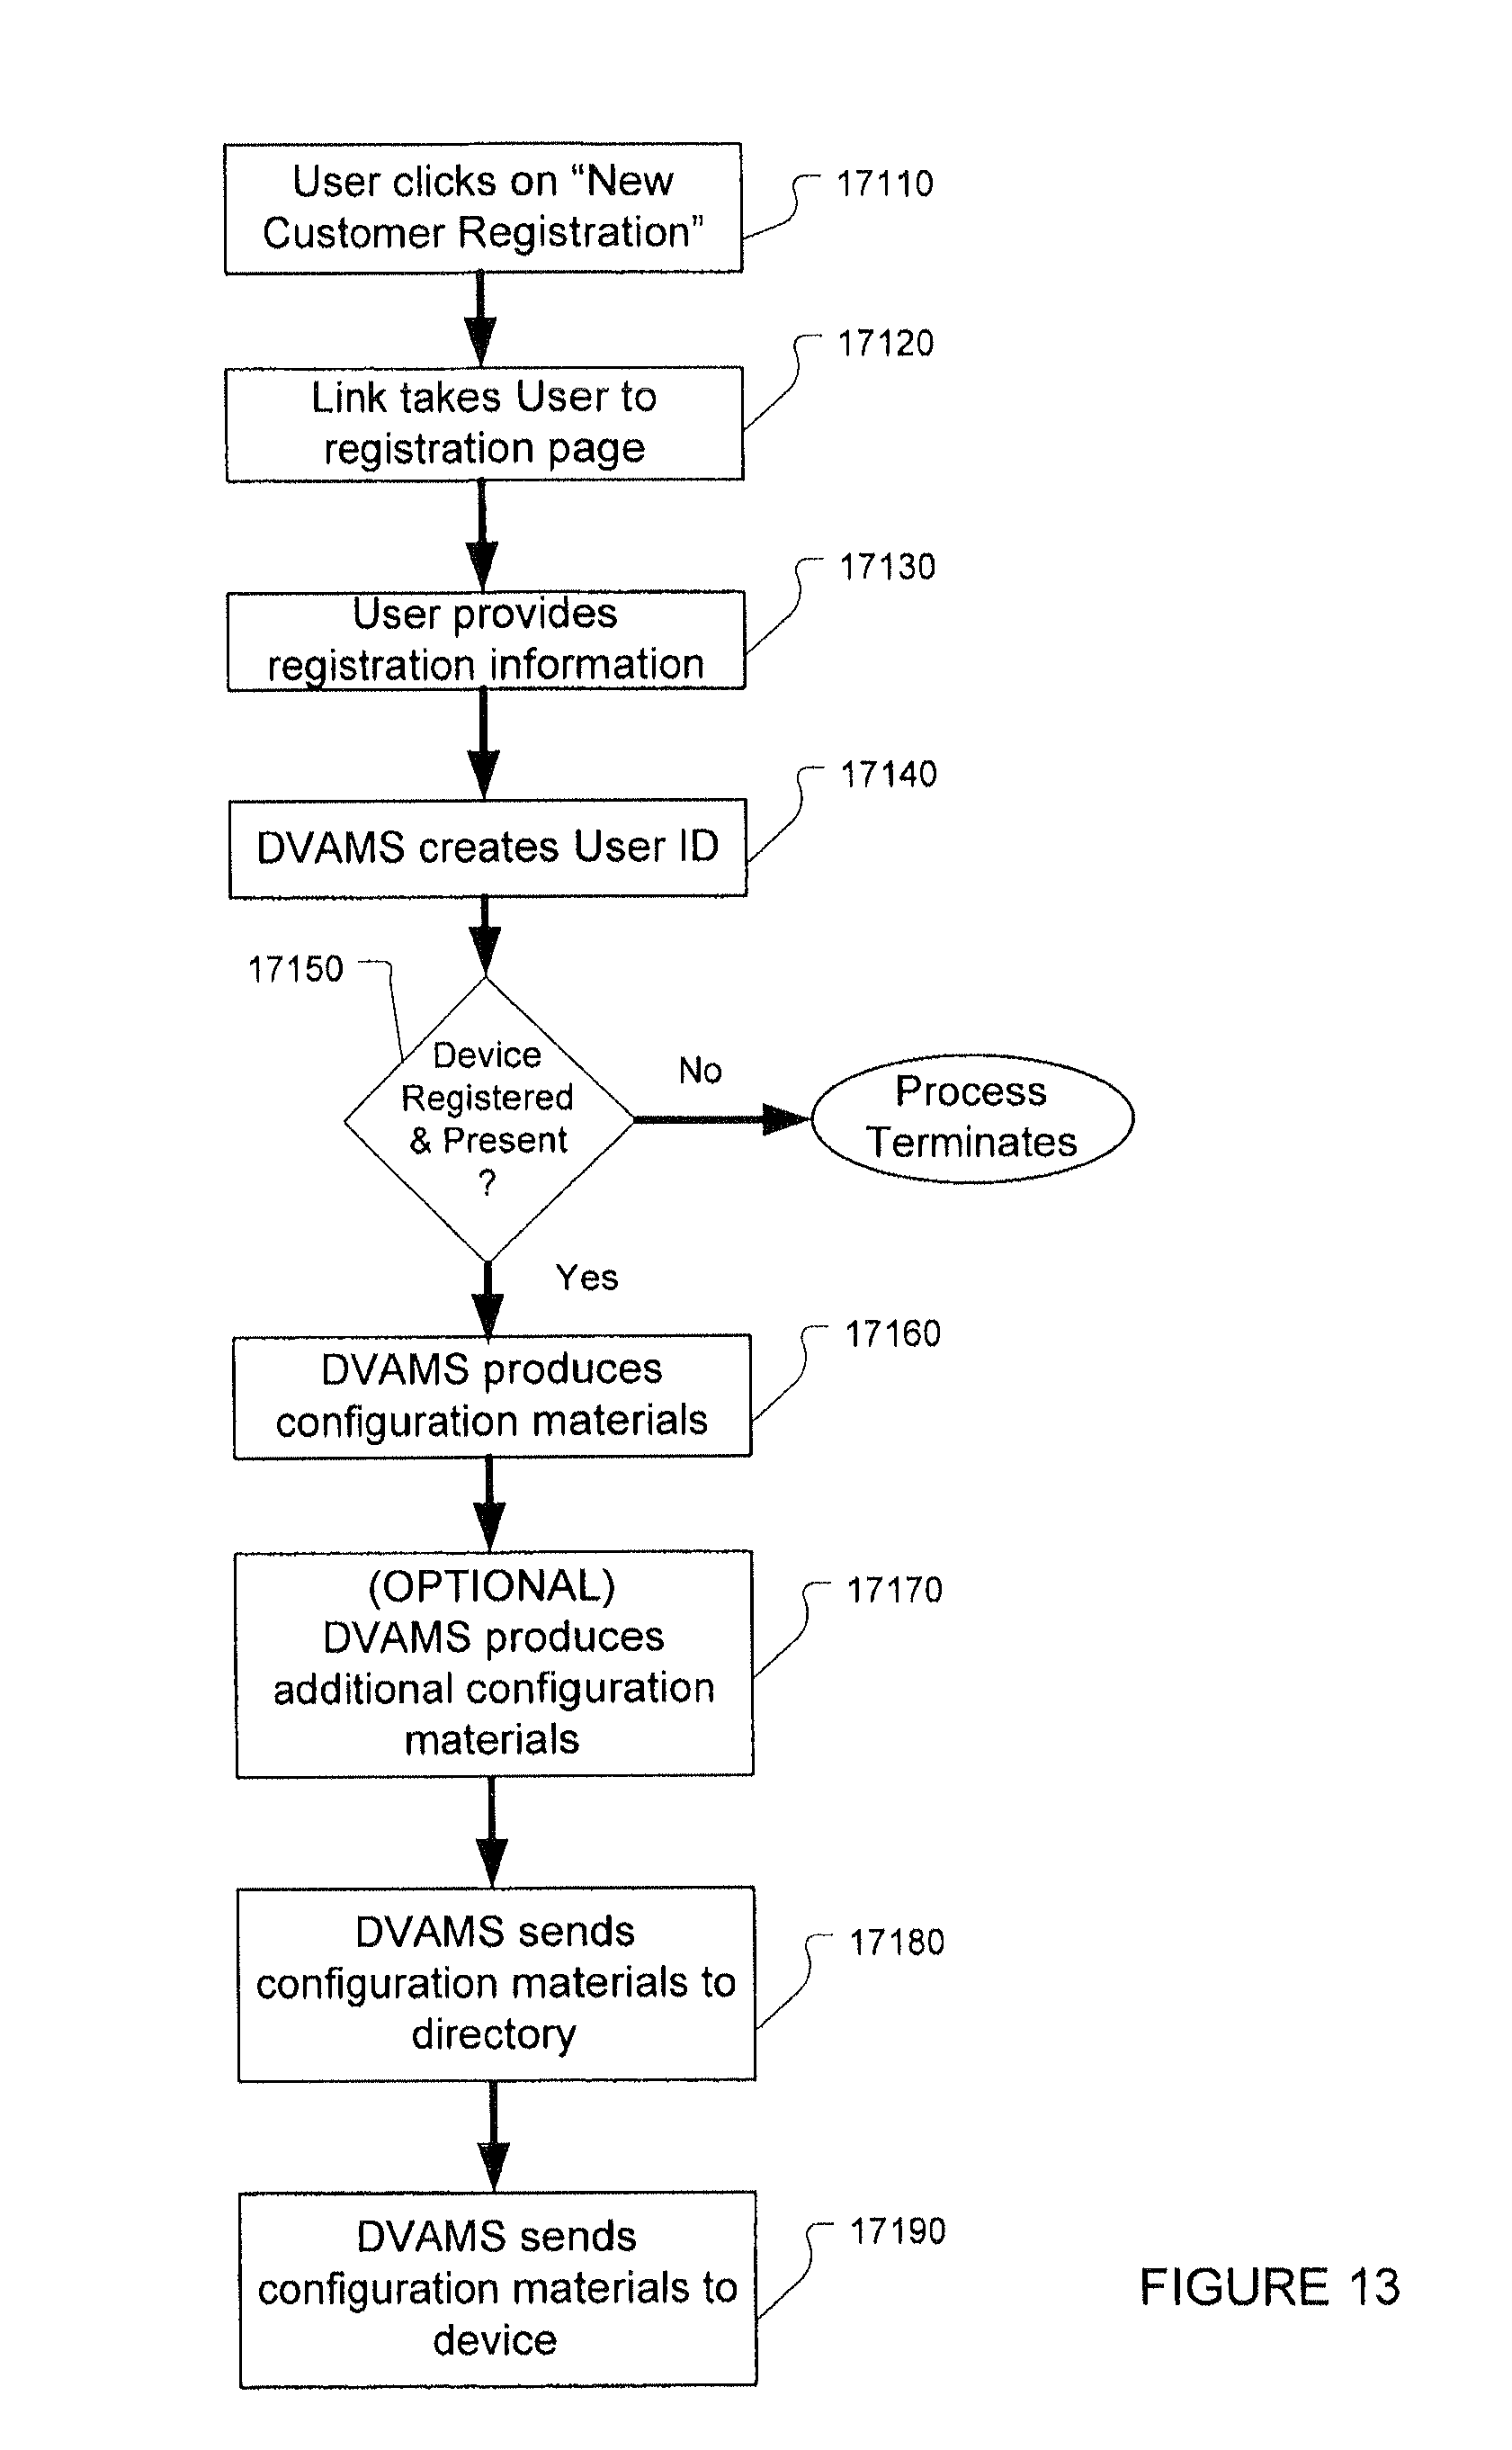 User clicks on “New
Customer Registration”
17110
Link takes User to
registration page
17120
User provides
registration information
17130
DVAMS creates User ID
17140
17150
Device
Registered
& Present
?
No
Process
Terminates
Yes
DVAMS produces
configuration materials
17160
(OPTIONAL)
DVAMS produces
additional configuration
materials
17170
DVAMS sends
configuration materials to
directory
17180
DVAMS sends
configuration materials to
device
17190
FIGURE 13